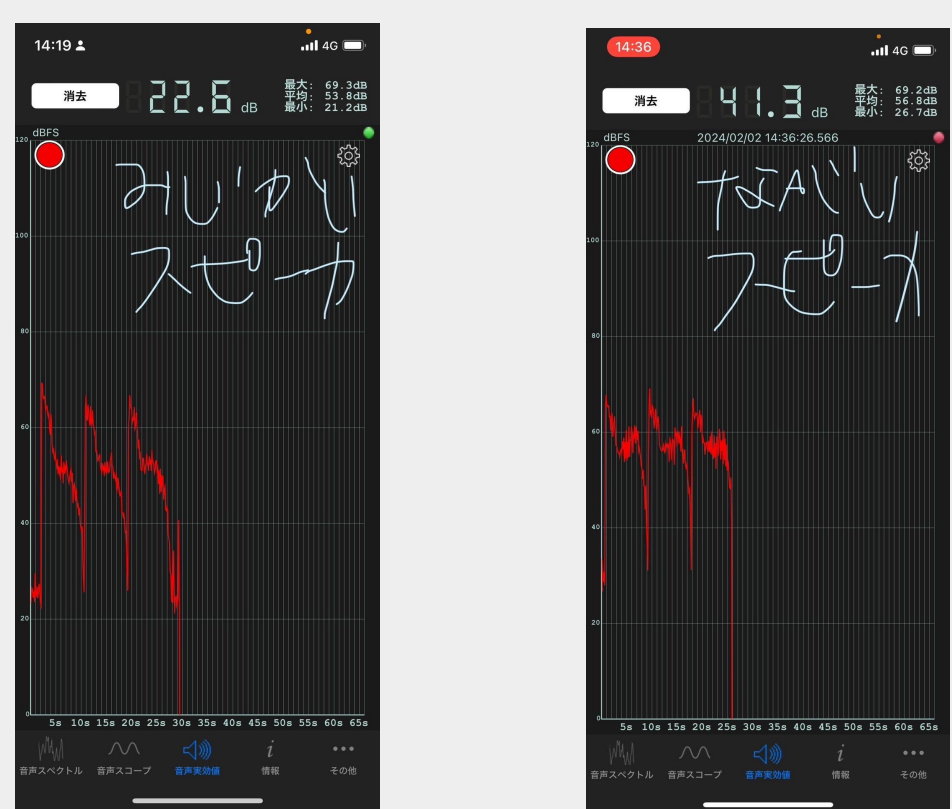 14:19
4G
消去
22.6 dB
最大: 69.3dB
平均: 53.8dB
最小: 21.2dB
dBFS
みじかい
スピーカ
120
100
80
60
40
20
0
5s 10s 15s 20s 25s 30s 35s 40s 45s 50s 55s 60s 65s
音声スペクトル 音声スコープ 音声実効値 情報 その他
14:36
4G
消去
41.3 dB
最大: 69.2dB
平均: 56.8dB
最小: 26.7dB
dBFS
2024/02/02 14:36:26.566
スピーカ
120
100
80
60
40
20
0
5s 10s 15s 20s 25s 30s 35s 40s 45s 50s 55s 60s 65s
音声スペクトル 音声スコープ 音声実効値 情報 その他